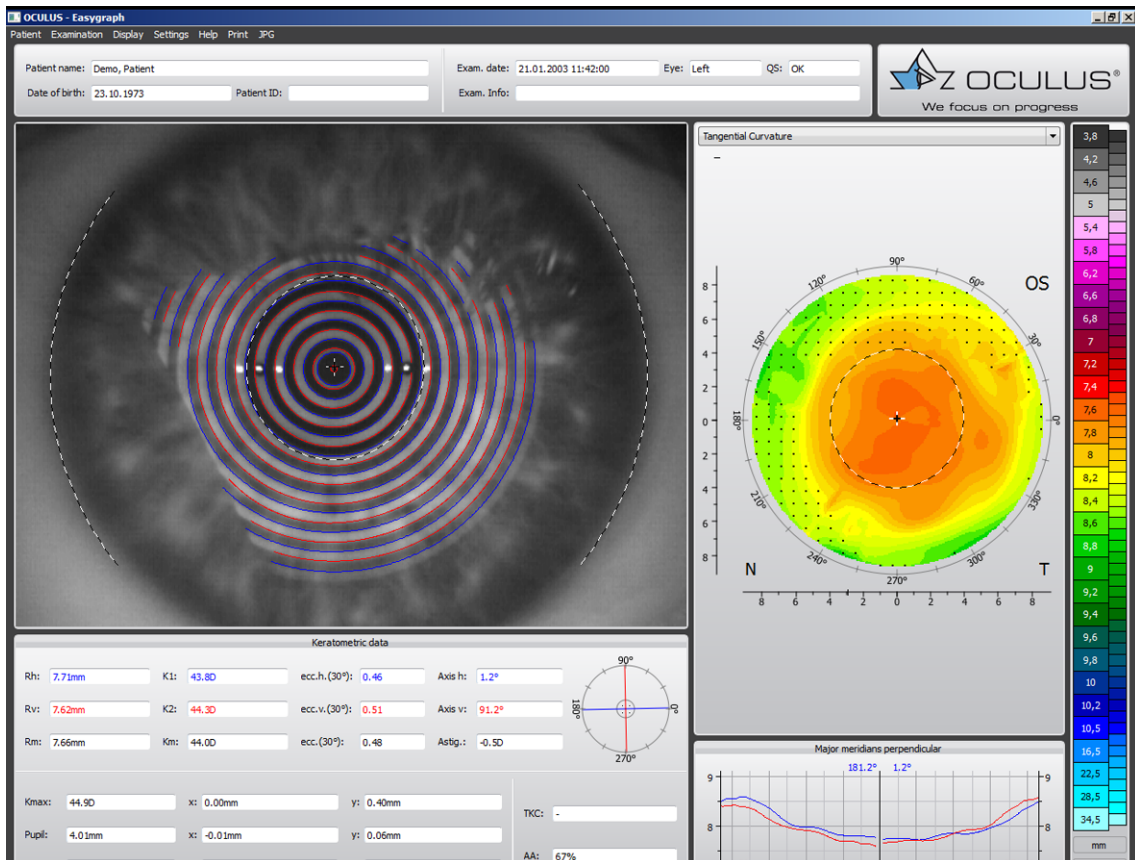 OCULUS - Easygraph
Patient Examination Display Settings Help Print JPG
Patient name: Demo, Patient
Exam. date: 21.01.2003 11:42:00 Eye: Left QS: OK
Date of birth: 23.10.1973 Patient ID:
Exam. Info:
OCULUS®
We focus on progress
Tangential Curvature
-
OS
90°
120°
60°
150°
30°
180°
0°
210°
330°
240°
300°
270°
N
T
8
6
4
2
0
2
4
6
8
8 6 4 2 0 2 4 6 8
3,8
4,2
4,6
5
5,4
5,8
6,2
6,6
6,8
7
7,2
7,4
7,6
7,8
8
8,2
8,4
8,6
8,8
9
9,2
9,4
9,6
9,8
10
10,2
10,5
16,5
22,5
28,5
34,5
mm
Keratometric data
Rh: 7.71mm K1: 43.8D ecc.h.(30°): 0.46 Axis h: 1.2°
Rv: 7.62mm K2: 44.3D ecc.v.(30°): 0.51 Axis v: 91.2°
Rm: 7.66mm Km: 44.0D ecc.(30°): 0.48 Astig.: -0.5D
90°
180°
0°
270°
Kmax: 44.9D x: 0.00mm y: 0.40mm
Pupil: 4.01mm x: -0.01mm y: 0.06mm
TKC: -
AA: 67%
Major meridians perpendicular
181.2° 1.2°
9 9
8 8